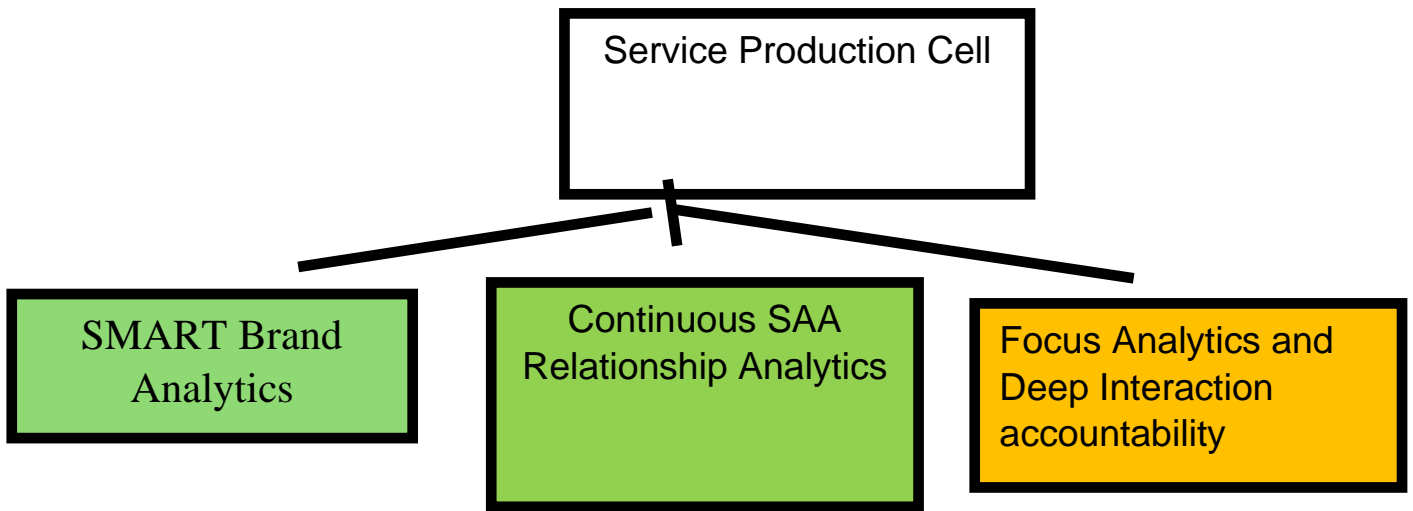 Service Production Cell
SMART Brand
Analytics
Continuous SAA
Relationship Analytics
Focus Analytics and
Deep Interaction
accountability